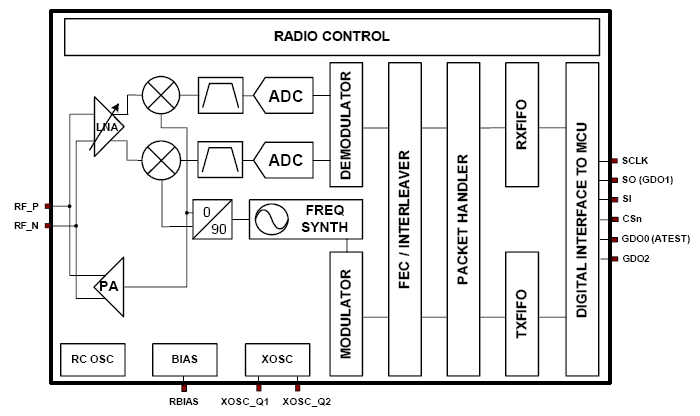 RADIO CONTROL
LNA
ADC
ADC
DEMODULATOR
FEC / INTERLEAVER
PACKET HANDLER
RXFIFO
DIGITAL INTERFACE TO MCU
SCLK
SO (GDO1)
SI
CSn
GDO0 (ATEST)
GDO2
RF_P
RF_N
0
90
FREQ
SYNTH
PA
MODULATOR
TXFIFO
RC OSC
BIAS
XOSC
RBIAS
XOSC_Q1
XOSC_Q2